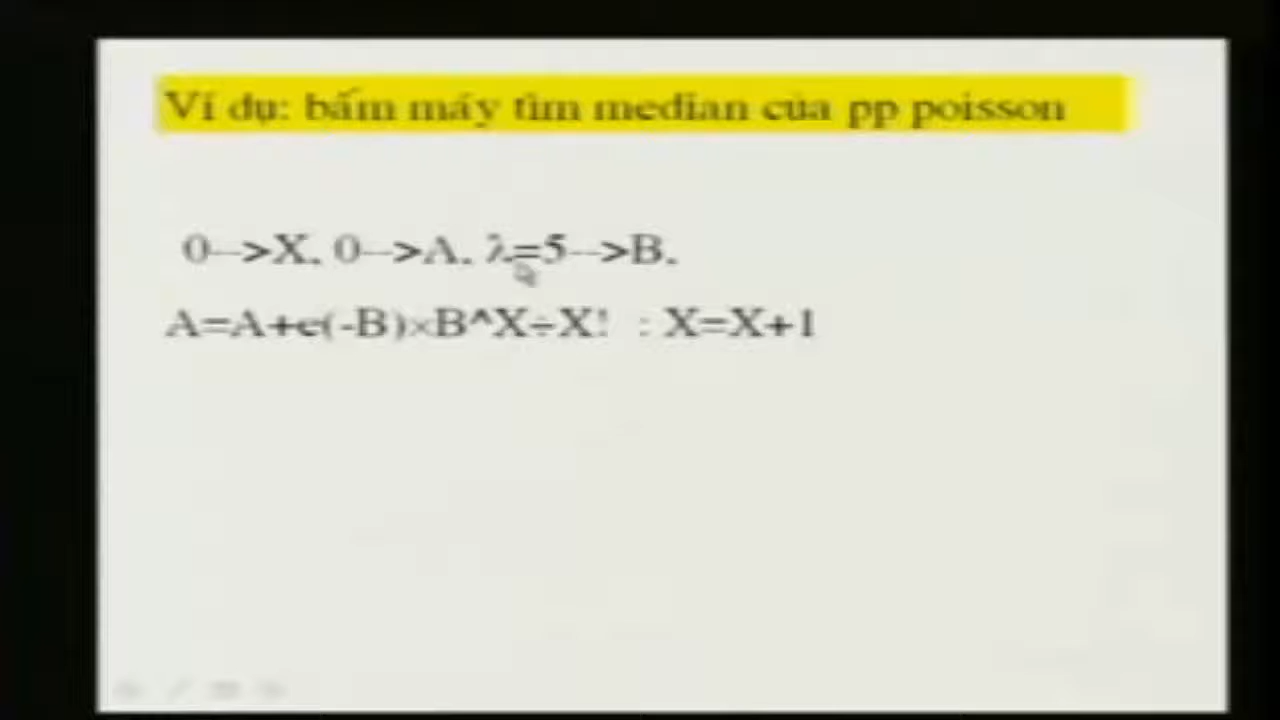 Ví dụ: bấm máy tìm median của pp poisson
0-->X, 0-->A, λ=5-->B,
A=A+e(-B)×B^X÷X! : X=X+1